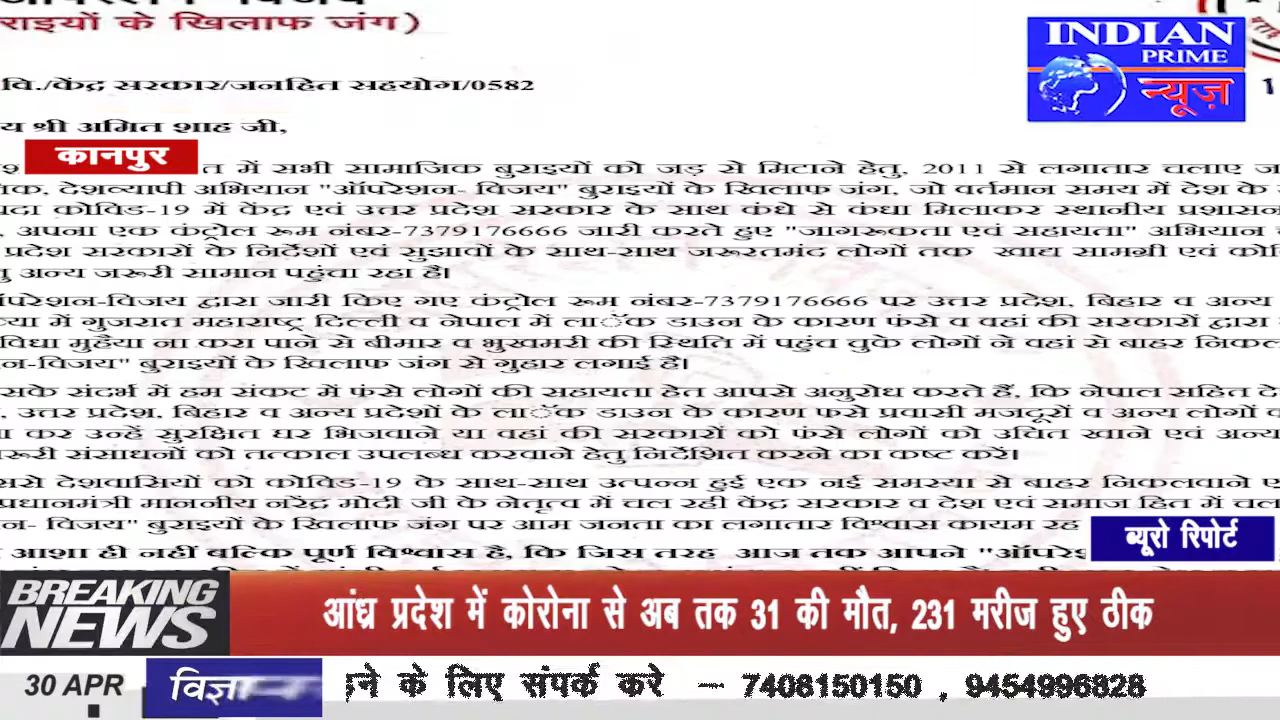 राइयों के खिलाफ जंग)
INDIAN
PRIME
न्यूज़
वि./केंद्र सरकार/जनहित सहयोग/0582
य श्री अमित शाह जी,
कानपुर
त में सभी सामाजिक बुराइयों को जड़ से मिटाने हेतु, 2011 से लगातार चलाए
देशव्यापी अभियान "ऑपरेशन- विजय" बुराइयों के खिलाफ जंग, जो वर्तमान समय में देश के
पदा कोविड-19 में केंद्र एवं उत्तर प्रदेश सरकार के साथ कंधे से कंधा मिलाकर स्थानीय प्रशासन
, अपना एक कंट्रोल रूम नंबर-7379176666 जारी करते हुए "जागरूकता एवं सहायता" अभियान
प्रदेश सरकारों के निर्देशों एवं सुझावों के साथ-साथ जरूरतमंद लोगों तक खाद्य सामग्री एवं
अन्य जरूरी सामान पहुंचा रहा है।
ऑपरेशन-विजय द्वारा जारी किए गए कंट्रोल रूम नंबर-7379176666 पर उत्तर प्रदेश, बिहार व अन्य
में गुजरात महाराष्ट्र दिल्ली व नेपाल में लाॅक डाउन के कारण फंसे व वहां की सरकारों द्वारा
विधा मुहैया ना करा पाने से बीमार व भुखमरी की स्थिति में पहुंच चुके लोगों ने वहां से बाहर
न-विजय" बुराइयों के खिलाफ जंग से गुहार लगाई है।
सके संदर्भ में हम संकट में फंसे लोगों की सहायता हेत आपसे अनुरोध करते हैं, कि नेपाल सहित
, उत्तर प्रदेश, बिहार व अन्य प्रदेशों के लाॅक डाउन के कारण फसे प्रवासी मजदूरों व अन्य लोगों
कर उन्हें सुरक्षित घर भिजवाने या वहां की सरकारों को फंसे लोगों को उचित खाने एवं अन्य
रूरी संसाधनों को तत्काल उपलब्ध करवाने हेतु निर्देशित करने का कष्ट करें।
ससे देशवासियों को कोविड-19 के साथ-साथ उत्पन्न हुई एक नई समस्या से बाहर निकलवाने
प्रधानमंत्री माननीय नरेंद्र मोदी जी के नेतृत्व में चल रही केंद्र सरकार व देश एवं समाज हित में
न- विजय" बुराइयों के खिलाफ जंग पर आम जनता का लगातार विश्वास कायम रह
ब्यूरो रिपोर्ट
आशा ही नहीं बल्कि पूर्ण विश्वास है, कि जिस तरह आज तक आपने
BREAKING
NEWS
आंध्र प्रदेश में कोरोना से अब तक 31 की मौत, 231 मरीज हुए ठीक
30 APR
के लिए संपर्क करे – 7408150150 , 9454996828